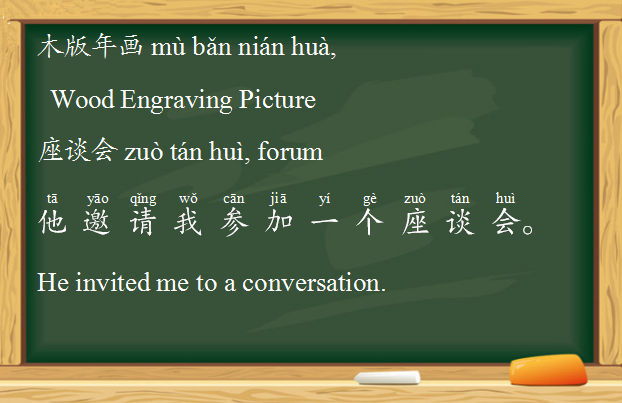 木版年画 mù bǎn nián huà,
Wood Engraving Picture
座谈会 zuò tán huì, forum
tā yāo qǐng wǒ cān jiā yí gè zuò tán huì
他邀请我参加一个座谈会。
He invited me to a conversation.